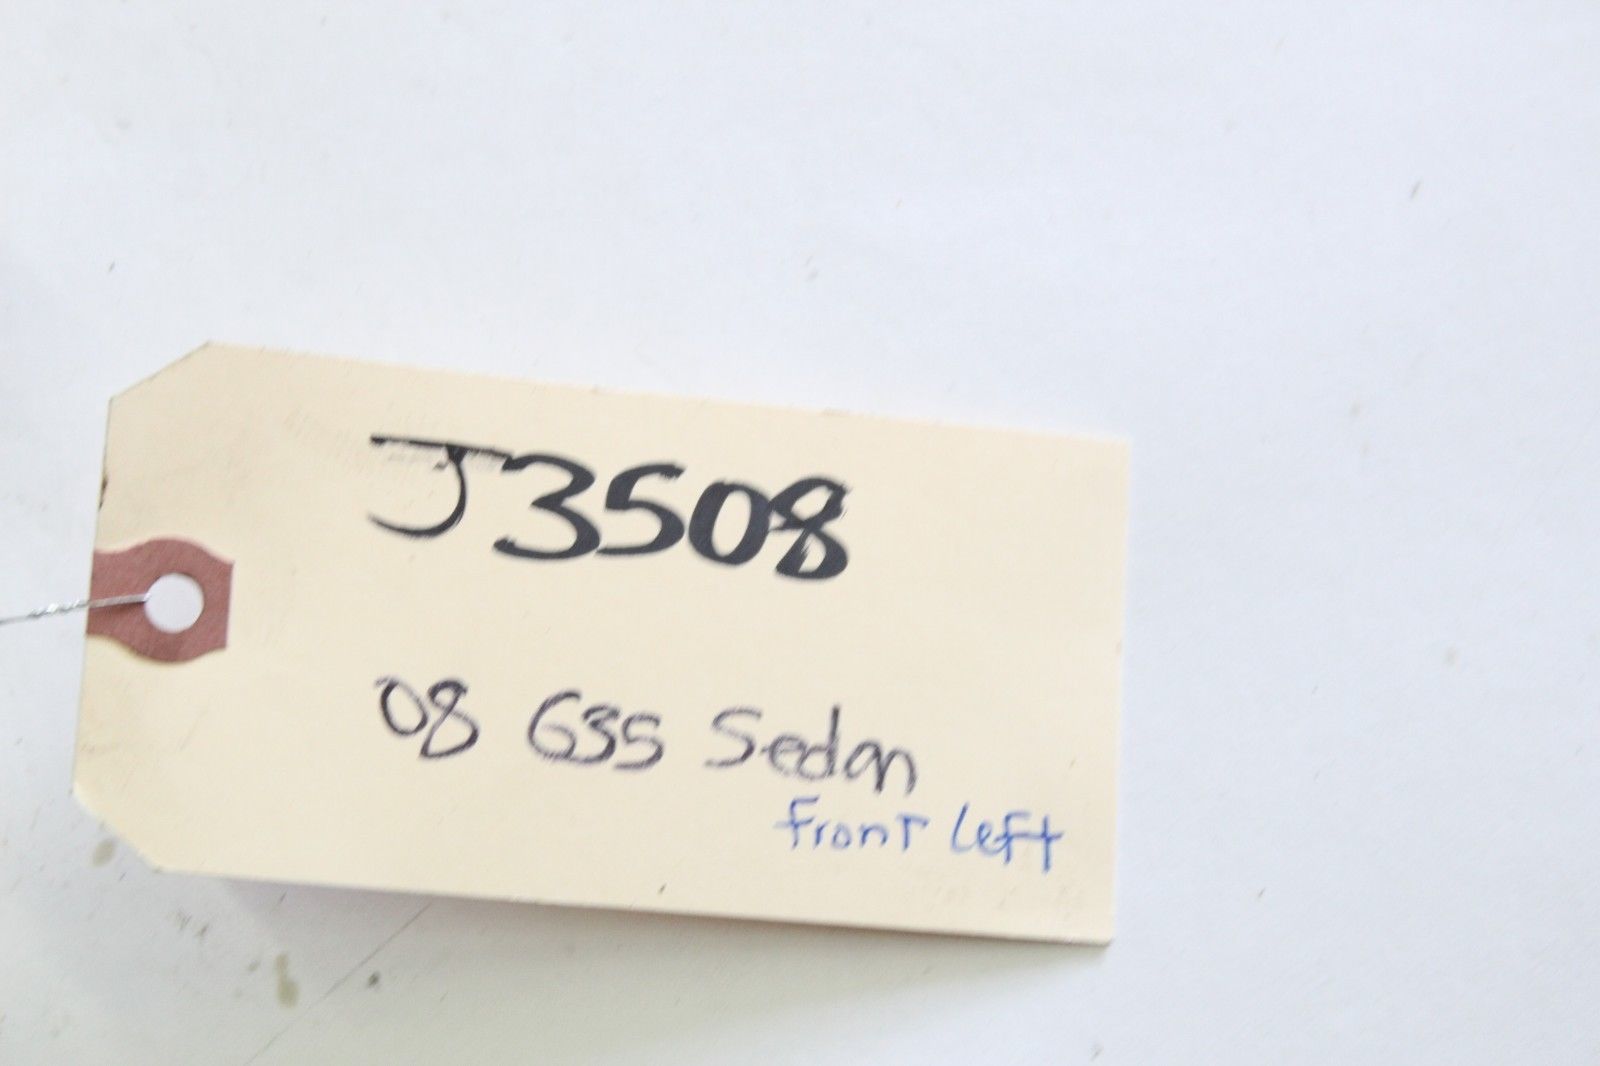 J3508
08 G35 Sedan
front Left